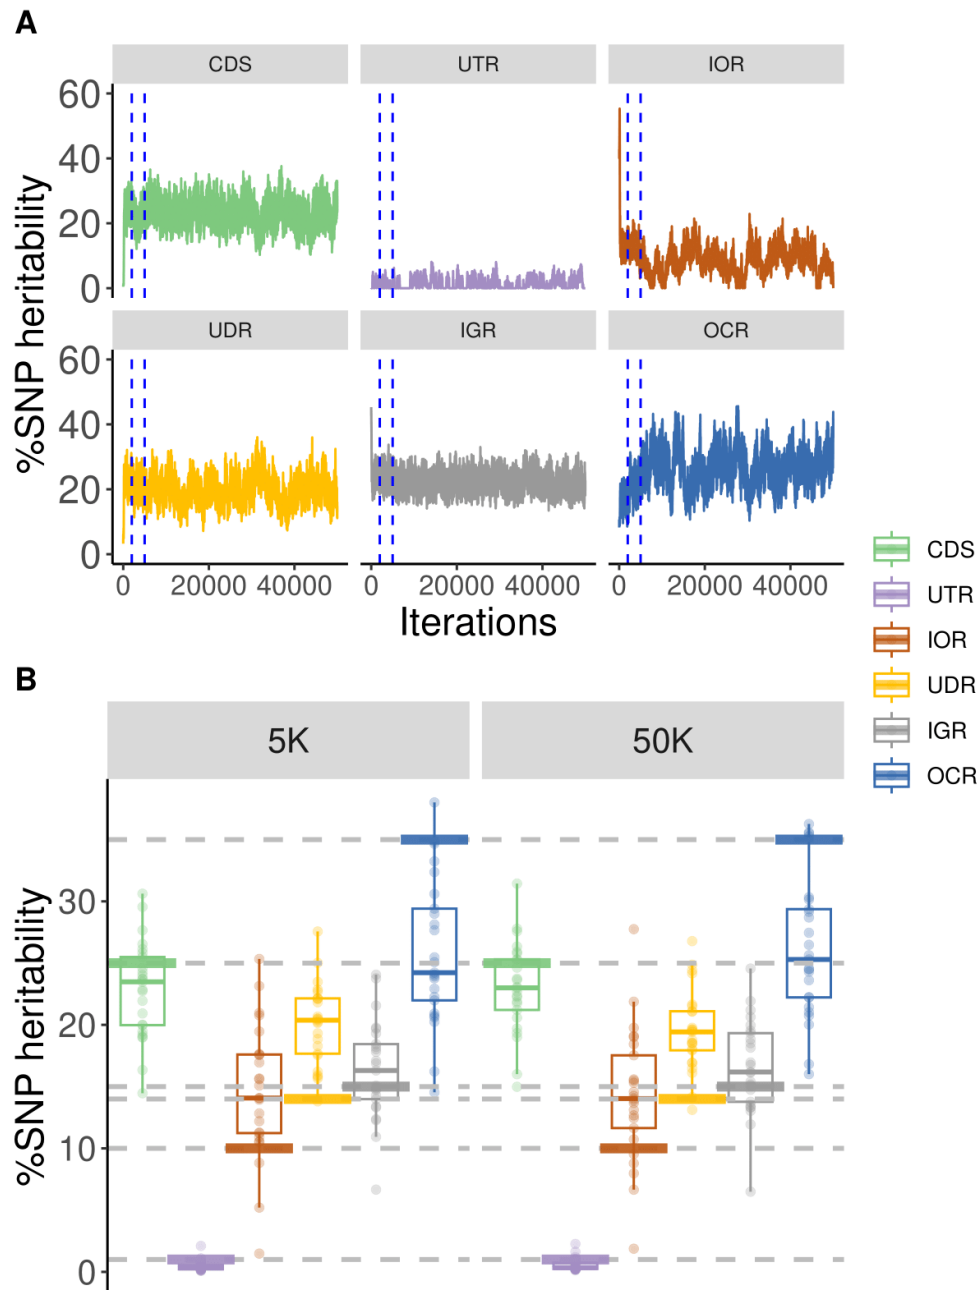 A
CDS UTR IOR
60
40
20
0
UDR IGR OCR
60
40
20
0
%SNP heritability
0 20000 40000 0 20000 40000 0 20000 40000
Iterations
CDS
UTR
IOR
UDR
IGR
OCR
B
5K 50K
30
20
10
0
%SNP heritability